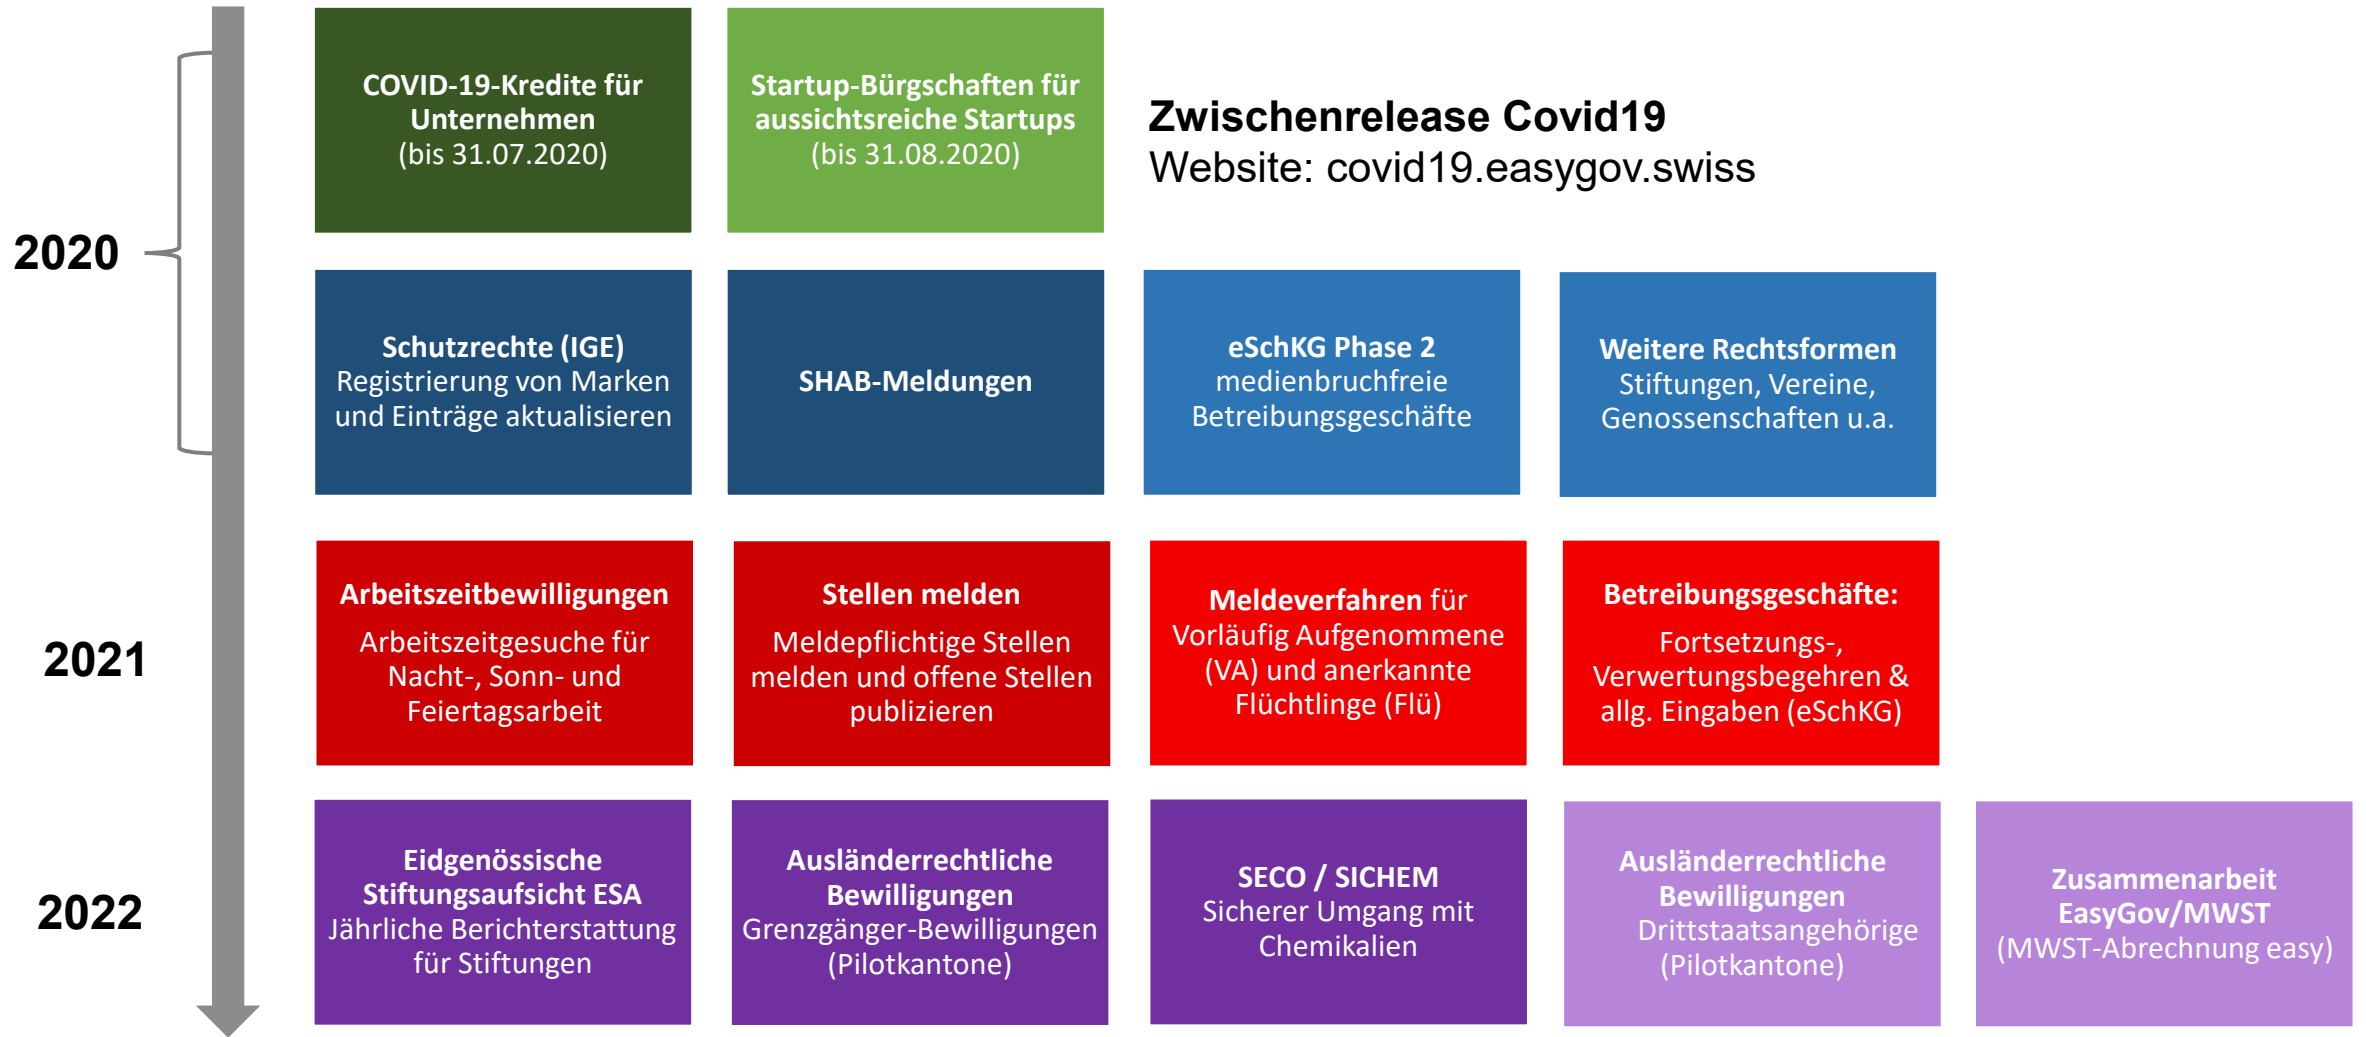 COVID-19-Kredite für
Unternehmen
(bis 31.07.2020)
Startup-Bürgschaften für
aussichtsreiche Startups
(bis 31.08.2020)
Zwischenrelease Covid19
Website: covid19.easygov.swiss
2020
Schutzrechte (IGE)
Registrierung von Marken
und Einträge aktualisieren
SHAB-Meldungen
eSchKG Phase 2
medienbruchfreie
Betreibungsgeschäfte
Weitere Rechtsformen
Stiftungen, Vereine,
Genossenschaften u.a.
2021
Arbeitszeitbewilligungen
Arbeitszeitgesuche für
Nacht-, Sonn- und
Feiertagsarbeit
Stellen melden
Meldepflichtige Stellen
melden und offene Stellen
publizieren
Meldeverfahren für
Vorläufig Aufgenommene
(VA) und anerkannte
Flüchtlinge (Flü)
Betreibungsgeschäfte:
Fortsetzungs-,
Verwertungsbegehren &
allg. Eingaben (eSchKG)
2022
Eidgenössische
Stiftungsaufsicht ESA
Jährliche Berichterstattung
für Stiftungen
Ausländerrechtliche
Bewilligungen
Grenzgänger-Bewilligungen
(Pilotkantone)
SECO / SICHEM
Sicherer Umgang mit
Chemikalien
Ausländerrechtliche
Bewilligungen
Drittstaatsangehörige
(Pilotkantone)
Zusammenarbeit
EasyGov/MWST
(MWST-Abrechnung easy)